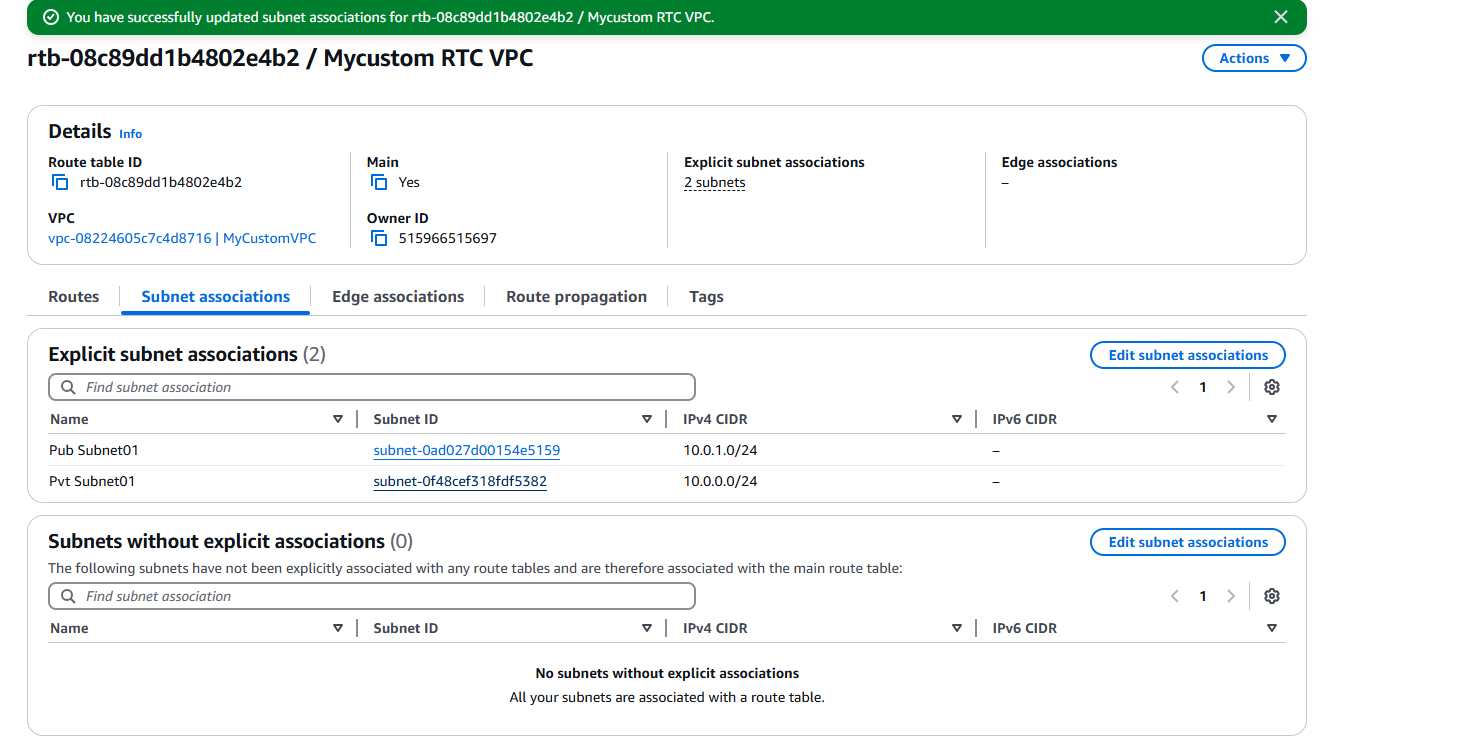 You have successfully updated subnet associations for rtb-08c89dd1b4802e4b2 / Mycustom RTC VPC.
rtb-08c89dd1b4802e4b2 / Mycustom RTC VPC
Actions
Details Info
Route table ID
rtb-08c89dd1b4802e4b2
Main
Yes
Explicit subnet associations
2 subnets
Edge associations
–
VPC
vpc-08224605c7c4d8716 | MyCustomVPC
Owner ID
515966515697
Routes
Subnet associations
Edge associations
Route propagation
Tags
Explicit subnet associations (2)
Edit subnet associations
Find subnet association
1
Name Subnet ID IPv4 CIDR IPv6 CIDR
Pub Subnet01 subnet-0ad027d00154e5159 10.0.1.0/24 –
Pvt Subnet01 subnet-0f48cef318fdf5382 10.0.0.0/24 –
Subnets without explicit associations (0)
Edit subnet associations
The following subnets have not been explicitly associated with any route tables and are therefore associated with the main route table:
Find subnet association
1
Name Subnet ID IPv4 CIDR IPv6 CIDR
No subnets without explicit associations
All your subnets are associated with a route table.